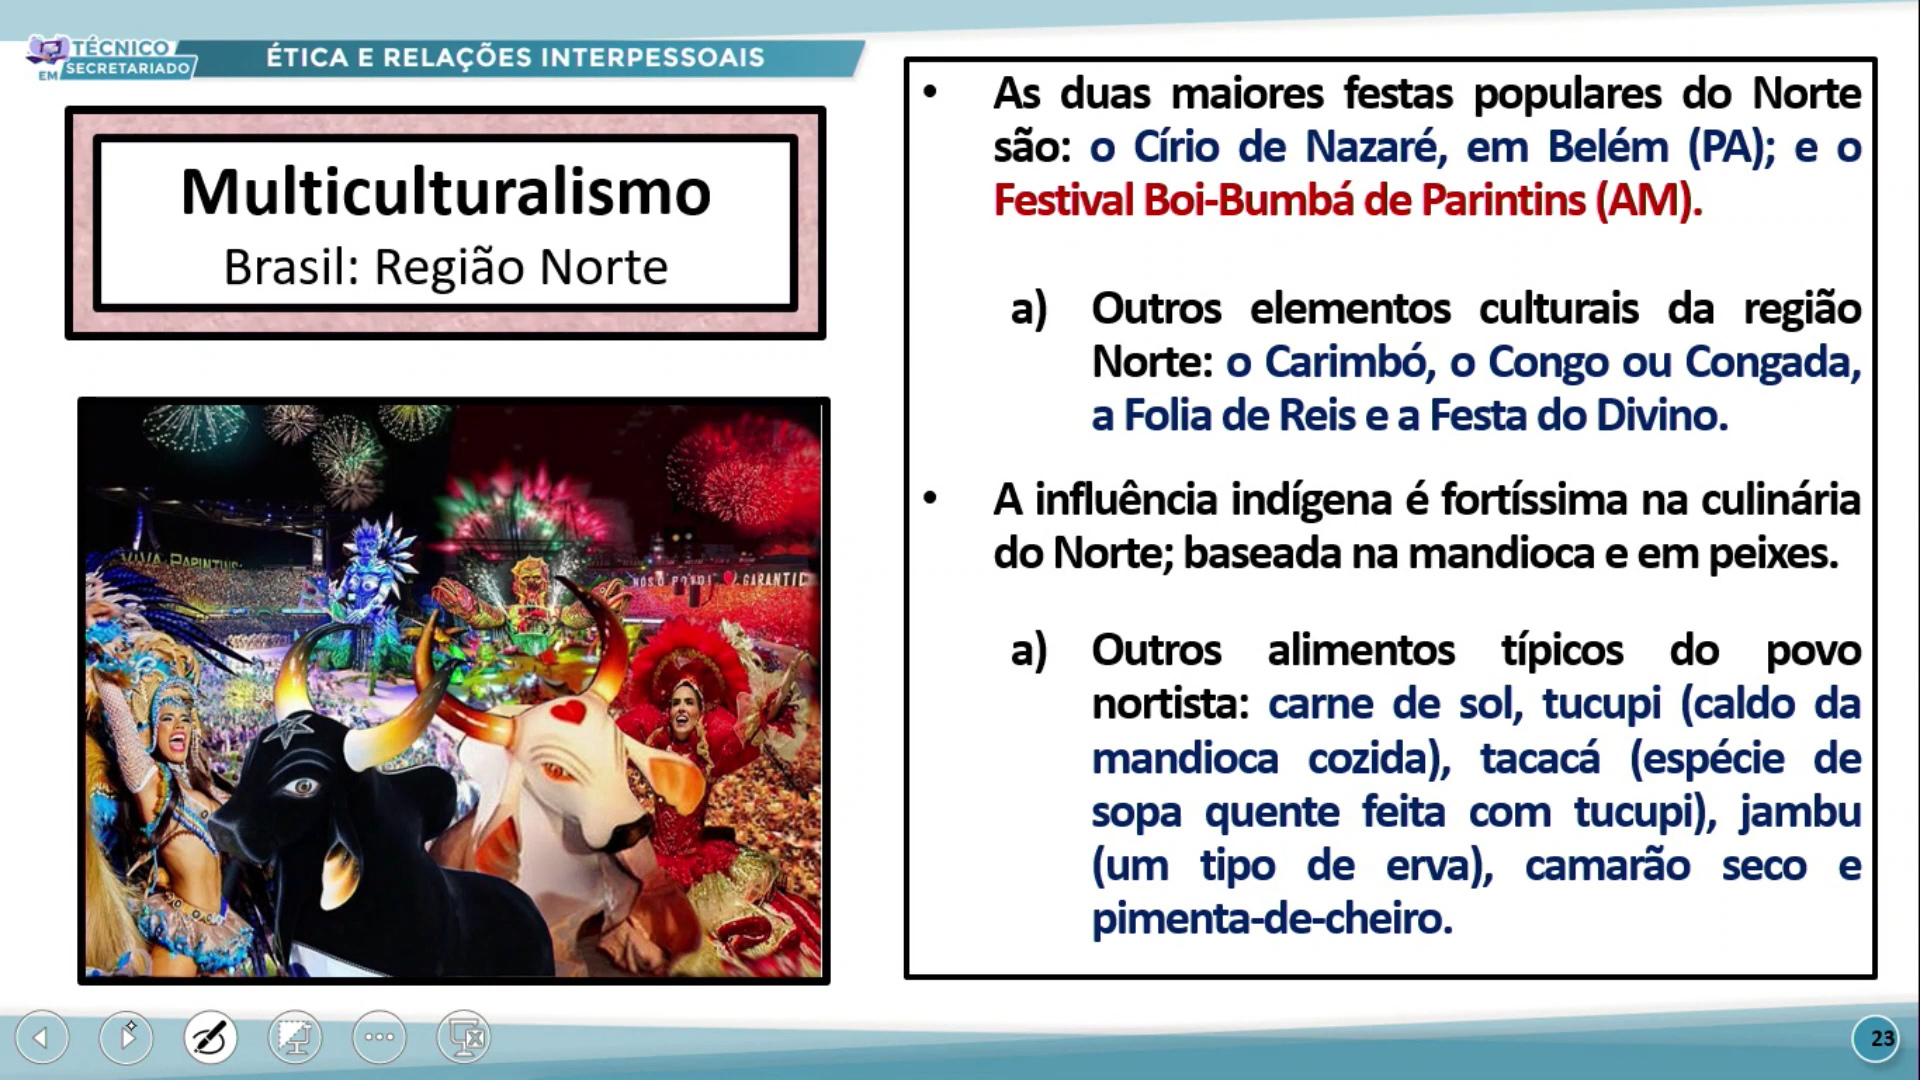 TÉCNICO
EM SECRETARIADO
ÉTICA E RELAÇÕES INTERPESSOAIS
Multiculturalismo
Brasil: Região Norte
VIVA PARINTINS
GARANTIC
• As duas maiores festas populares do Norte
são: o Círio de Nazaré, em Belém (PA); e o
Festival Boi-Bumbá de Parintins (AM).
a) Outros elementos culturais da região
Norte: o Carimbó, o Congo ou Congada,
a Folia de Reis e a Festa do Divino.
• A influência indígena é fortíssima na culinária
do Norte; baseada na mandioca e em peixes.
a) Outros alimentos típicos do povo
nortista: carne de sol, tucupi (caldo da
mandioca cozida), tacacá (espécie de
sopa quente feita com tucupi), jambu
(um tipo de erva), camarão seco e
pimenta-de-cheiro.
23